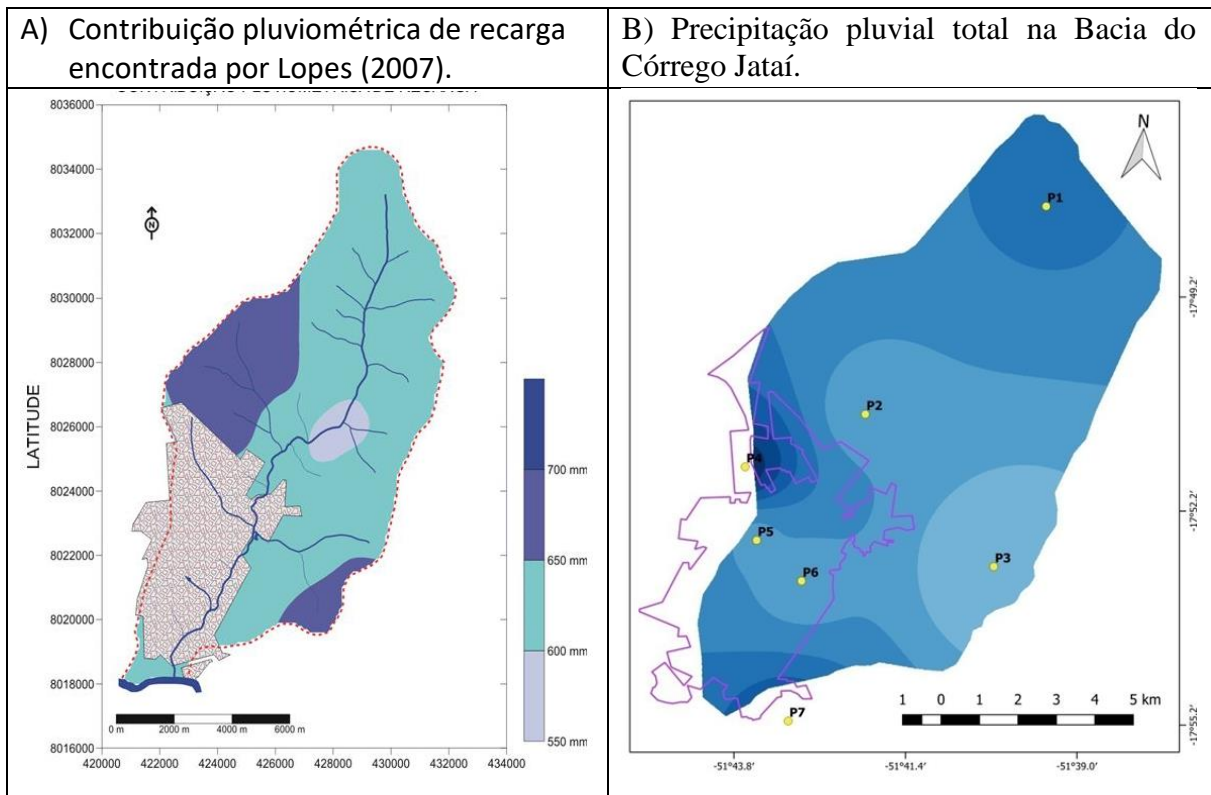 A) Contribuição pluviométrica de recarga
encontrada por Lopes (2007).
B) Precipitação pluvial total na Bacia do
Córrego Jataí.
8036000
8034000
8032000
8030000
8028000
8026000
8024000
8022000
8020000
8018000
8016000
LATITUDE
N
700 mm
650 mm
600 mm
550 mm
0 m 2000 m 4000 m 6000 m
420000 422000 424000 426000 428000 430000 432000 434000
N
P1
P2
P4
P5
P3
P6
P7
1 0 1 2 3 4 5 km
-17°49.2'
-17°52.2'
-17°55.2'
-51°43.8' -51°41.4' -51°39.0'